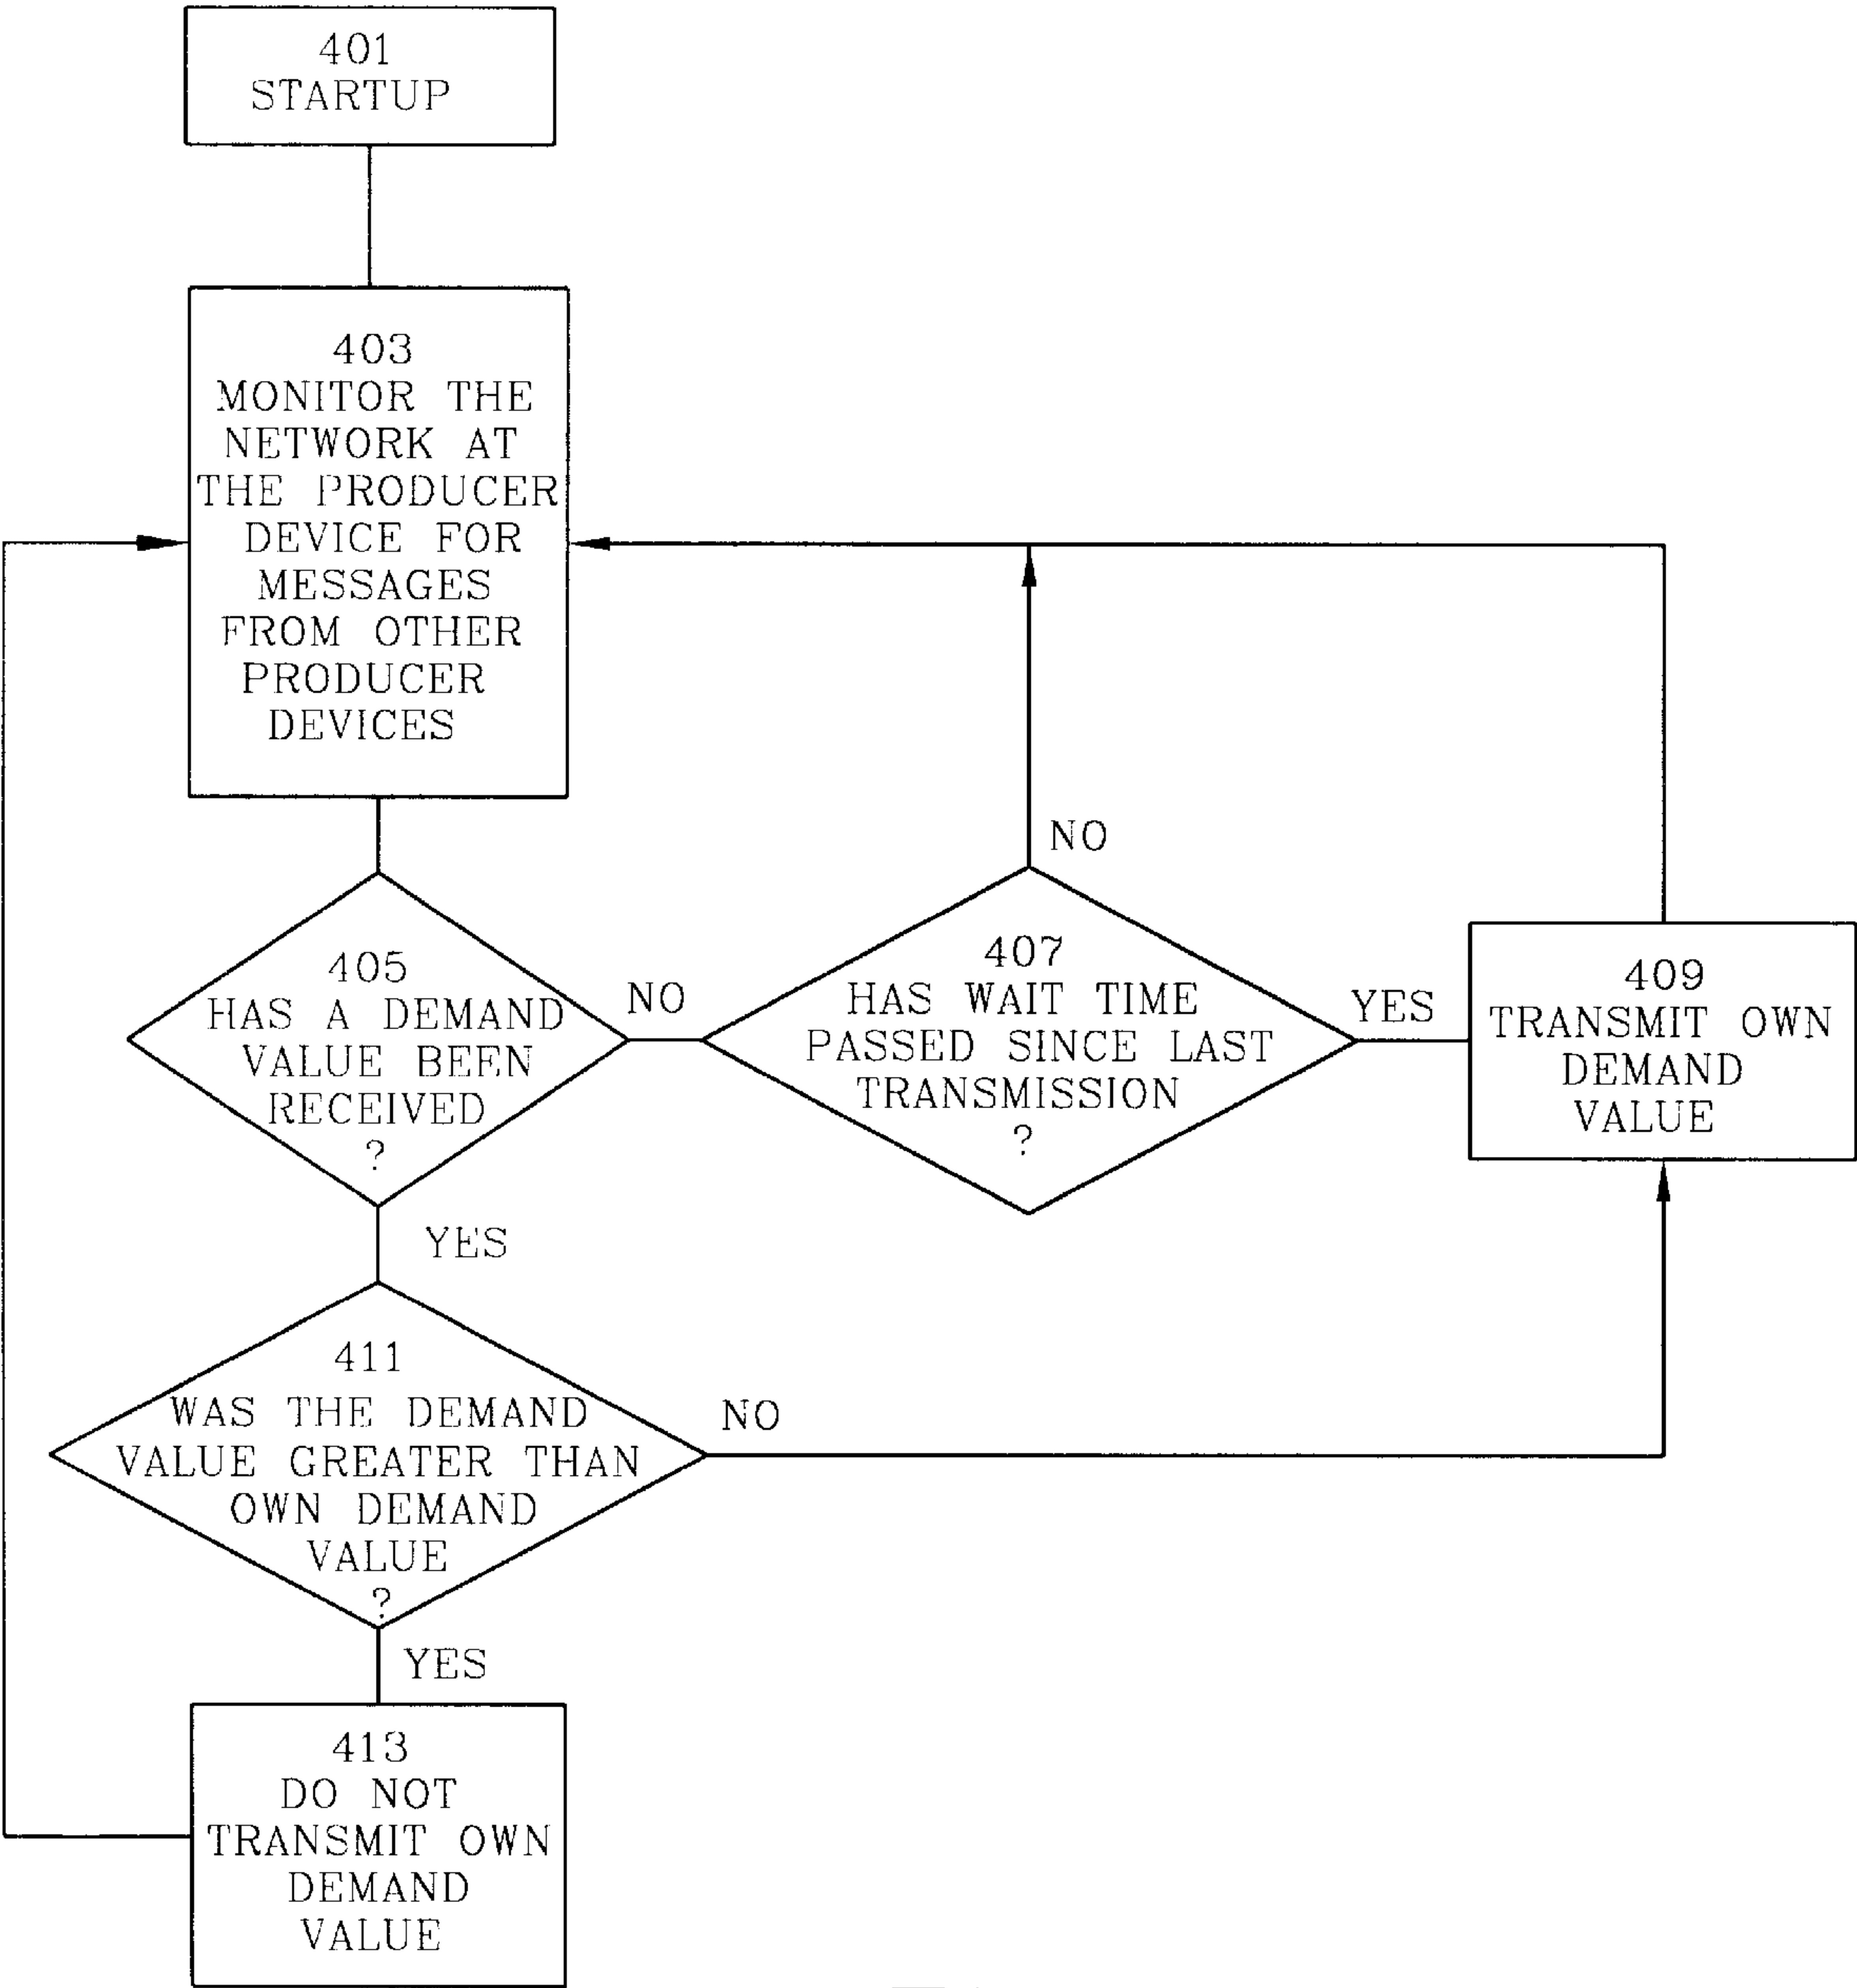 401
STARTUP
403
MONITOR THE
NETWORK AT
THE PRODUCER
DEVICE FOR
MESSAGES
FROM OTHER
PRODUCER
DEVICES
405
HAS A DEMAND
VALUE BEEN
RECEIVED
?
NO
407
HAS WAIT TIME
PASSED SINCE LAST
TRANSMISSION
?
NO
YES
409
TRANSMIT OWN
DEMAND
VALUE
YES
411
WAS THE DEMAND
VALUE GREATER THAN
OWN DEMAND
VALUE
?
NO
YES
413
DO NOT
TRANSMIT OWN
DEMAND
VALUE